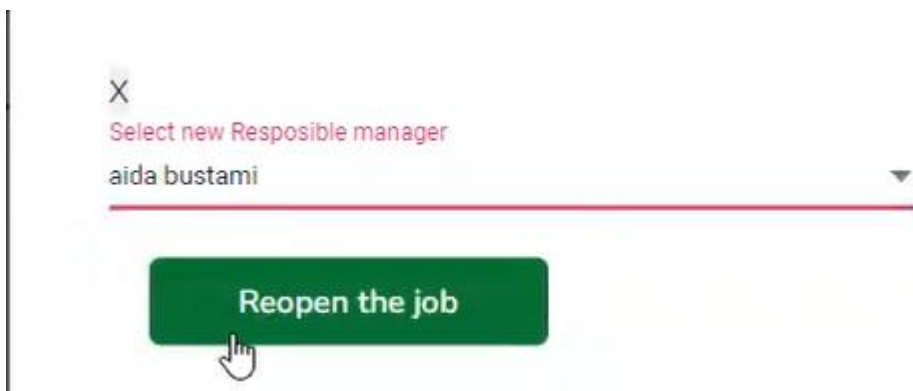 X
Select new Resposible manager
aida bustami
Reopen the job